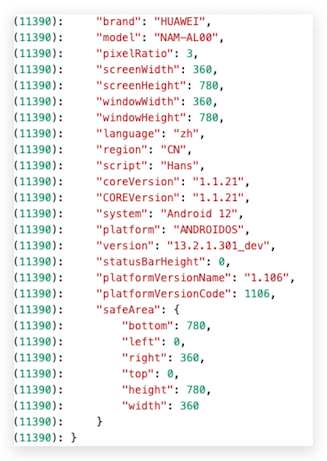 (11390):     "brand": "HUAWEI",
(11390):     "model": "NAM-AL00",
(11390):     "pixelRatio": 3,
(11390):     "screenWidth": 360,
(11390):     "screenHeight": 780,
(11390):     "windowWidth": 360,
(11390):     "windowHeight": 780,
(11390):     "language": "zh",
(11390):     "region": "CN",
(11390):     "script": "Hans",
(11390):     "coreVersion": "1.1.21",
(11390):     "COREVersion": "1.1.21",
(11390):     "system": "Android 12",
(11390):     "platform": "ANDROIDOS",
(11390):     "version": "13.2.1.301_dev",
(11390):     "statusBarHeight": 0,
(11390):     "platformVersionName": "1.106",
(11390):     "platformVersionCode": 1106,
(11390):     "safeArea": {
(11390):         "bottom": 780,
(11390):         "left": 0,
(11390):         "right": 360,
(11390):         "top": 0,
(11390):         "height": 780,
(11390):         "width": 360
(11390):     }
(11390): }